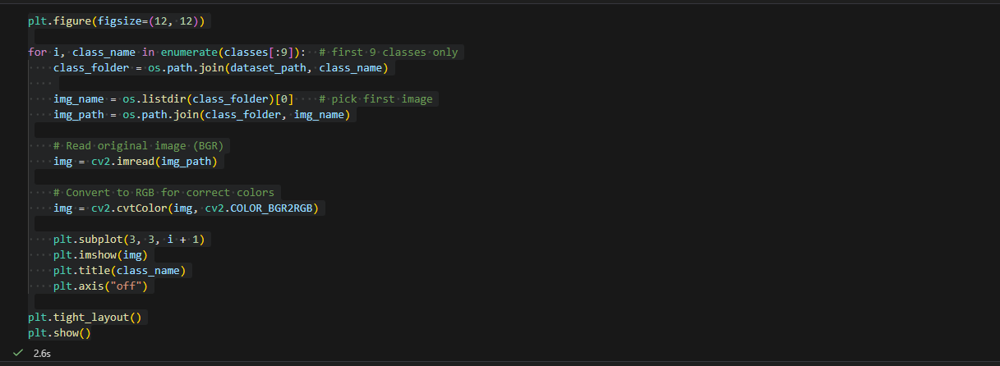 plt.figure(figsize=(12, 12))
for i, class_name in enumerate(classes[:9]):  # first 9 classes only
    class_folder = os.path.join(dataset_path, class_name)
    img_name = os.listdir(class_folder)[0]    # pick first image
    img_path = os.path.join(class_folder, img_name)
    # Read original image (BGR)
    img = cv2.imread(img_path)
    # Convert to RGB for correct colors
    img = cv2.cvtColor(img, cv2.COLOR_BGR2RGB)
    plt.subplot(3, 3, i + 1)
    plt.imshow(img)
    plt.title(class_name)
    plt.axis("off")
plt.tight_layout()
plt.show()
2.6s